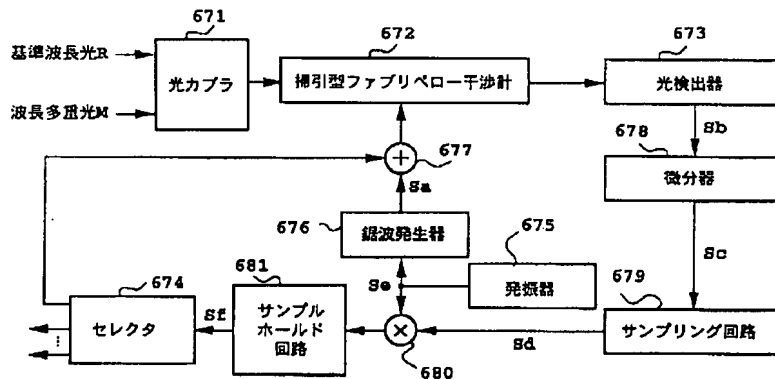 671
672
673
基準波長光R
波長多重光M
光カプラ
掃引型ファブリペロー干渉計
光検出器
Sb
678
+
677
Sa
微分器
676
鋸波発生器
675
Sc
681
674
Se
発振器
679
セレクタ
Sf
サンプル
ホールド
回路
×
680
Sd
サンプリング回路